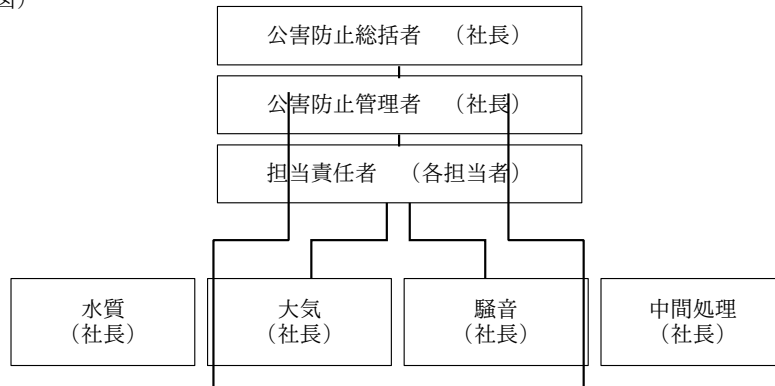 図）
公害防止総括者　（社長）
公害防止管理者　（社長）
担当責任者　（各担当者）
水質
（社長）
大気
（社長）
騒音
（社長）
中間処理
（社長）